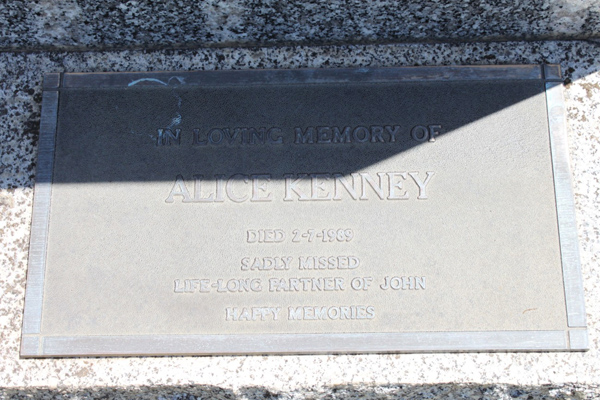 IN LOVING MEMORY OF
ALICE KENNEY
DIED 2-7-1969
SADLY MISSED
LIFE-LONG PARTNER OF JOHN
HAPPY MEMORIES